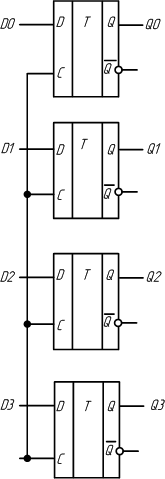 D0 D T Q Q0
C Q̅
D1 D T Q Q1
C Q̅
D2 D T Q Q2
C Q̅
D3 D T Q Q3
C Q̅